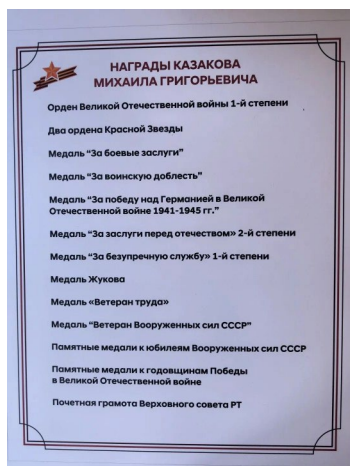 НАГРАДЫ КАЗАКОВА
МИХАИЛА ГРИГОРЬЕВИЧА
Орден Великой Отечественной войны 1-й степени
Два ордена Красной Звезды
Медаль “За боевые заслуги”
Медаль “За воинскую доблесть”
Медаль “За победу над Германией в Великой
Отечественной войне 1941-1945 гг.”
Медаль “За заслуги перед отечеством» 2-й степени
Медаль “За безупречную службу» 1-й степени
Медаль Жукова
Медаль «Ветеран труда»
Медаль “Ветеран Вооруженных сил СССР”
Памятные медали к юбилеям Вооруженных сил СССР
Памятные медали к годовщинам Победы
в Великой Отечественной войне
Почетная грамота Верховного совета РТ